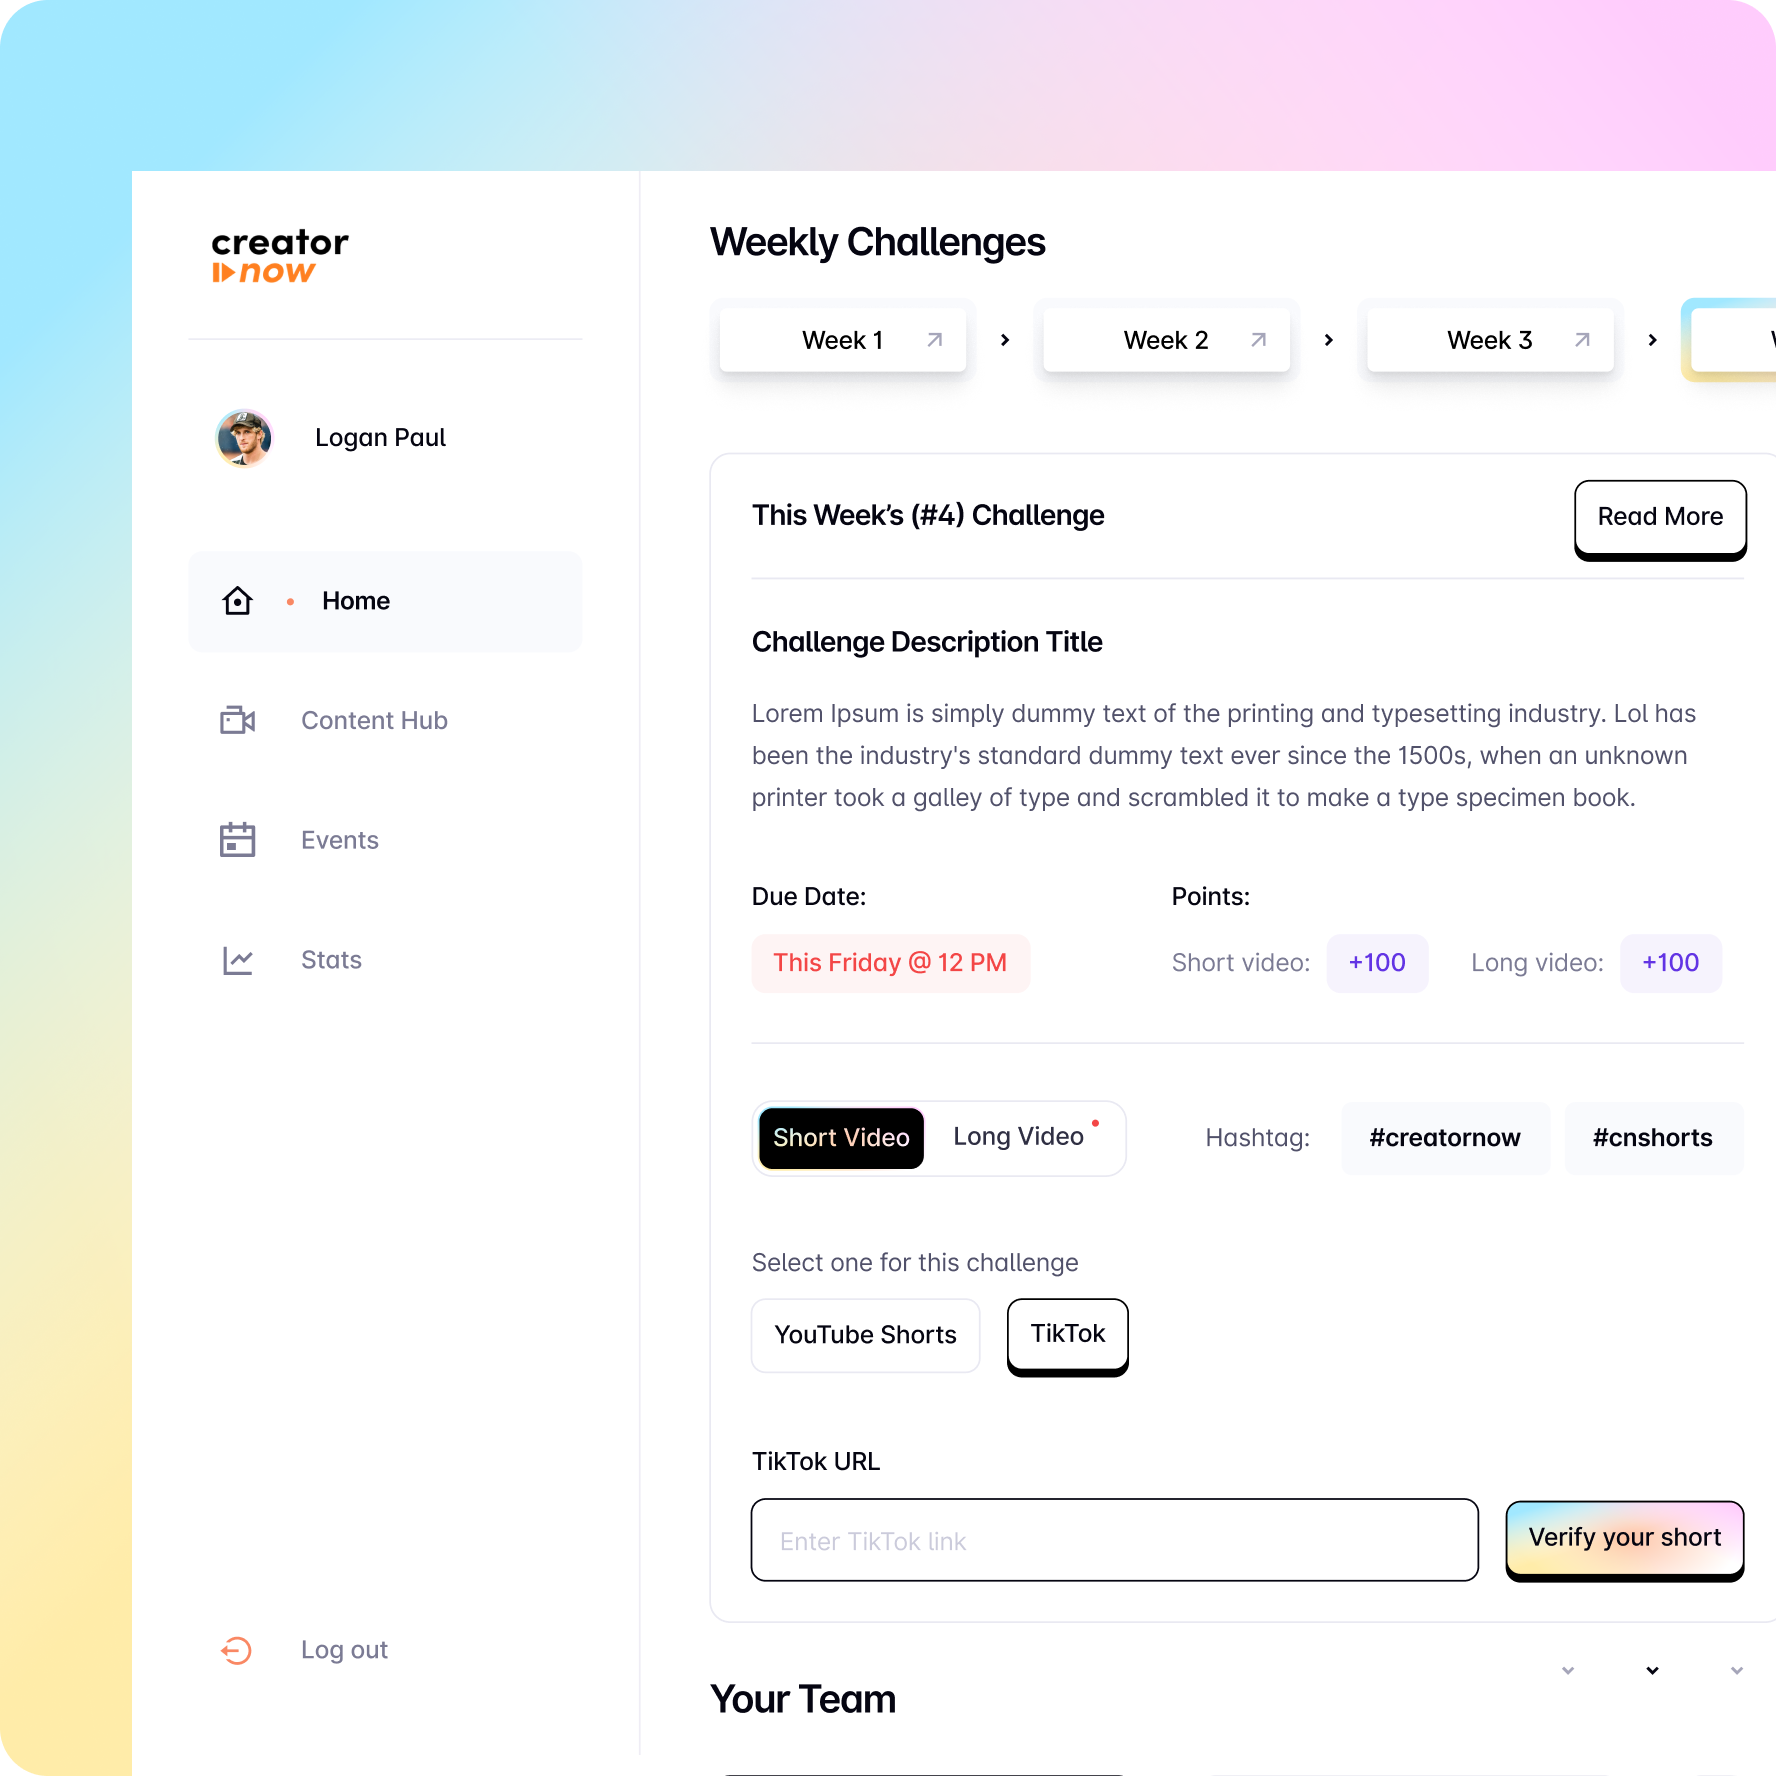 creator
now
Logan Paul
Home
Content Hub
Events
Stats
Log out
Weekly Challenges
Week 1
Week 2
Week 3
This Week's (#4) Challenge
Read More
Challenge Description Title
Lorem Ipsum is simply dummy text of the printing and typesetting industry. Lol has
been the industry's standard dummy text ever since the 1500s, when an unknown
printer took a galley of type and scrambled it to make a type specimen book.
Due Date:
Points:
This Friday @ 12 PM
Short video: +100 Long video: +100
Short Video Long Video
Hashtag: #creatornow #cnshorts
Select one for this challenge
YouTube Shorts TikTok
TikTok URL
Enter TikTok link
Verify your short
Your Team